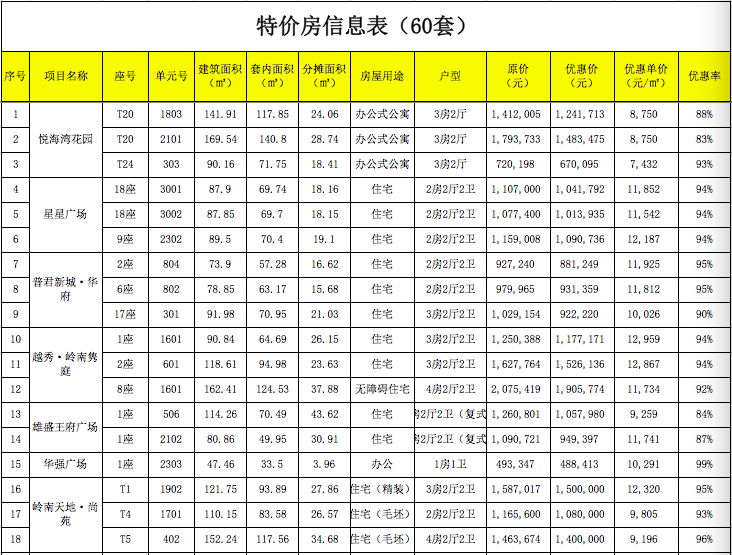 特价房信息表（60套）
序号 项目名称 座号 单元号 建筑面积（㎡） 套内面积（㎡） 分摊面积（㎡） 房屋用途 户型 原价（元） 优惠价（元） 优惠单价（元/㎡） 优惠率
1 悦海湾花园 T20 1803 141.91 117.85 24.06 办公式公寓 3房2厅 1,412,005 1,241,713 8,750 88%
2 T20 2101 169.54 140.8 28.74 办公式公寓 3房2厅 1,793,733 1,483,475 8,750 83%
3 T24 303 90.16 71.75 18.41 办公式公寓 3房2厅 720,198 670,095 7,432 93%
4 星星广场 18座 3001 87.9 69.74 18.16 住宅 2房2厅2卫 1,107,000 1,041,792 11,852 94%
5 18座 3002 87.85 69.7 18.15 住宅 2房2厅2卫 1,077,400 1,013,935 11,542 94%
6 9座 2302 89.5 70.4 19.1 住宅 2房2厅2卫 1,159,008 1,090,736 12,187 94%
7 普君新城·华府 2座 804 73.9 57.28 16.62 住宅 2房2厅2卫 927,240 881,249 11,925 95%
8 6座 802 78.85 63.17 15.68 住宅 2房2厅2卫 979,965 931,359 11,812 95%
9 17座 301 91.98 70.95 21.03 住宅 2房2厅2卫 1,029,154 922,220 10,026 90%
10 越秀·岭南隽庭 1座 1601 90.84 64.69 26.15 住宅 3房2厅2卫 1,250,388 1,177,171 12,959 94%
11 2座 601 118.61 94.98 23.63 住宅 3房2厅2卫 1,627,764 1,526,136 12,867 94%
12 8座 1601 162.41 124.53 37.88 无障碍住宅 4房2厅2卫 2,075,419 1,905,774 11,734 92%
13 雄盛王府广场 1座 506 114.26 70.49 43.62 住宅 房2厅2卫（复式 1,260,801 1,057,980 9,259 84%
14 1座 2102 80.86 49.95 30.91 住宅 房2厅2卫（复式 1,090,721 949,397 11,741 87%
15 华强广场 1座 2303 47.46 33.5 3.96 办公 1房1卫 493,347 488,413 10,291 99%
16 岭南天地·尚苑 T1 1902 121.75 93.89 27.86 住宅（精装） 3房2厅2卫 1,587,017 1,500,000 12,320 95%
17 T4 1701 110.15 83.58 26.57 住宅（毛坯） 2房2厅2卫 1,165,600 1,080,000 9,805 93%
18 T5 402 152.24 117.56 34.68 住宅（毛坯） 4房2厅2卫 1,463,674 1,400,000 9,196 96%